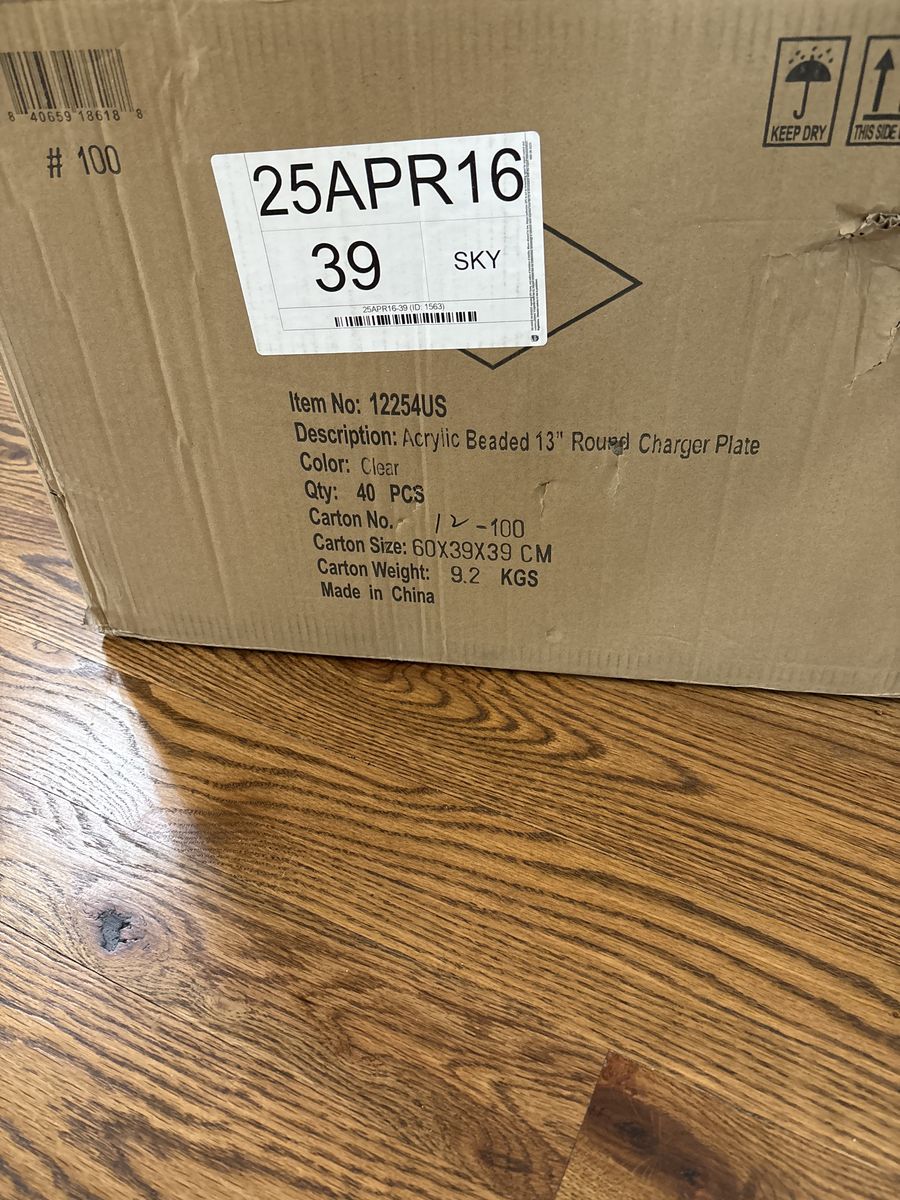 8 40659 18618 8
# 100
KEEP DRY
THIS SIDE
25APR16
39
SKY
25APR16-39 (ID: 1563)
Item No: 12254US
Description: Acrylic Beaded 13" Round Charger Plate
Color: Clear
Qty: 40 PCS
Carton No. 12-100
Carton Size: 60X39X39 CM
Carton Weight: 9.2 KGS
Made in China